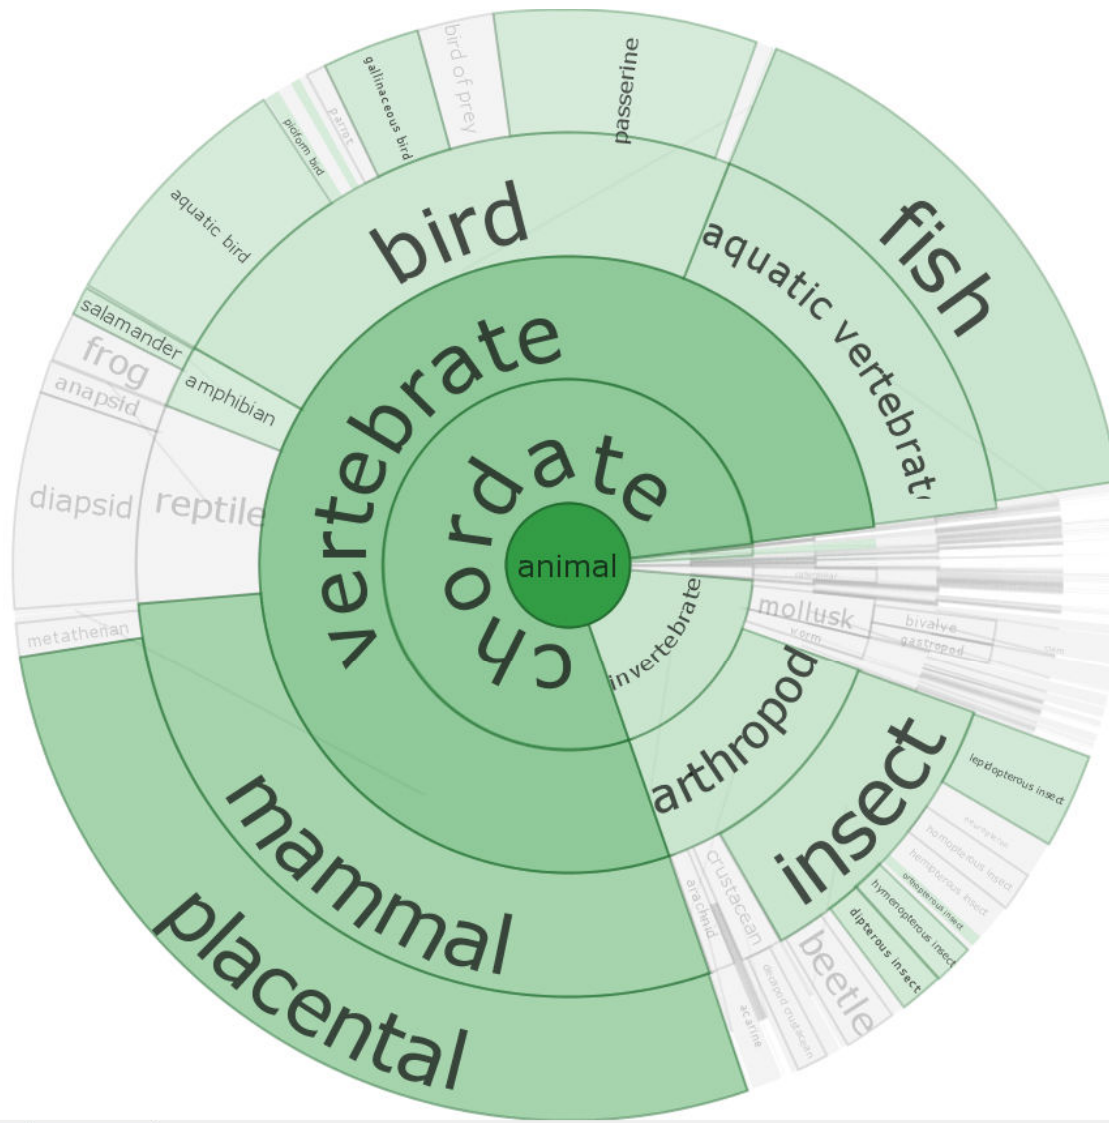 animal
chordate
vertebrate
bird
passerine
bird of prey
gallinaceous bird
parrot
piciform bird
aquatic bird
amphibian
salamander
frog
reptile
anapsid
diapsid
mammal
metatherian
placental
aquatic vertebrat
fish
invertebrate
mollusk
bivalve
gastropod
worm
arthropod
insect
lepidopterous insect
homopterous insect
hemipterous insect
orthopterous insect
hymenopterous insect
dipterous insect
beetle
crustacean
decapod crustacean
arachnid
acarine